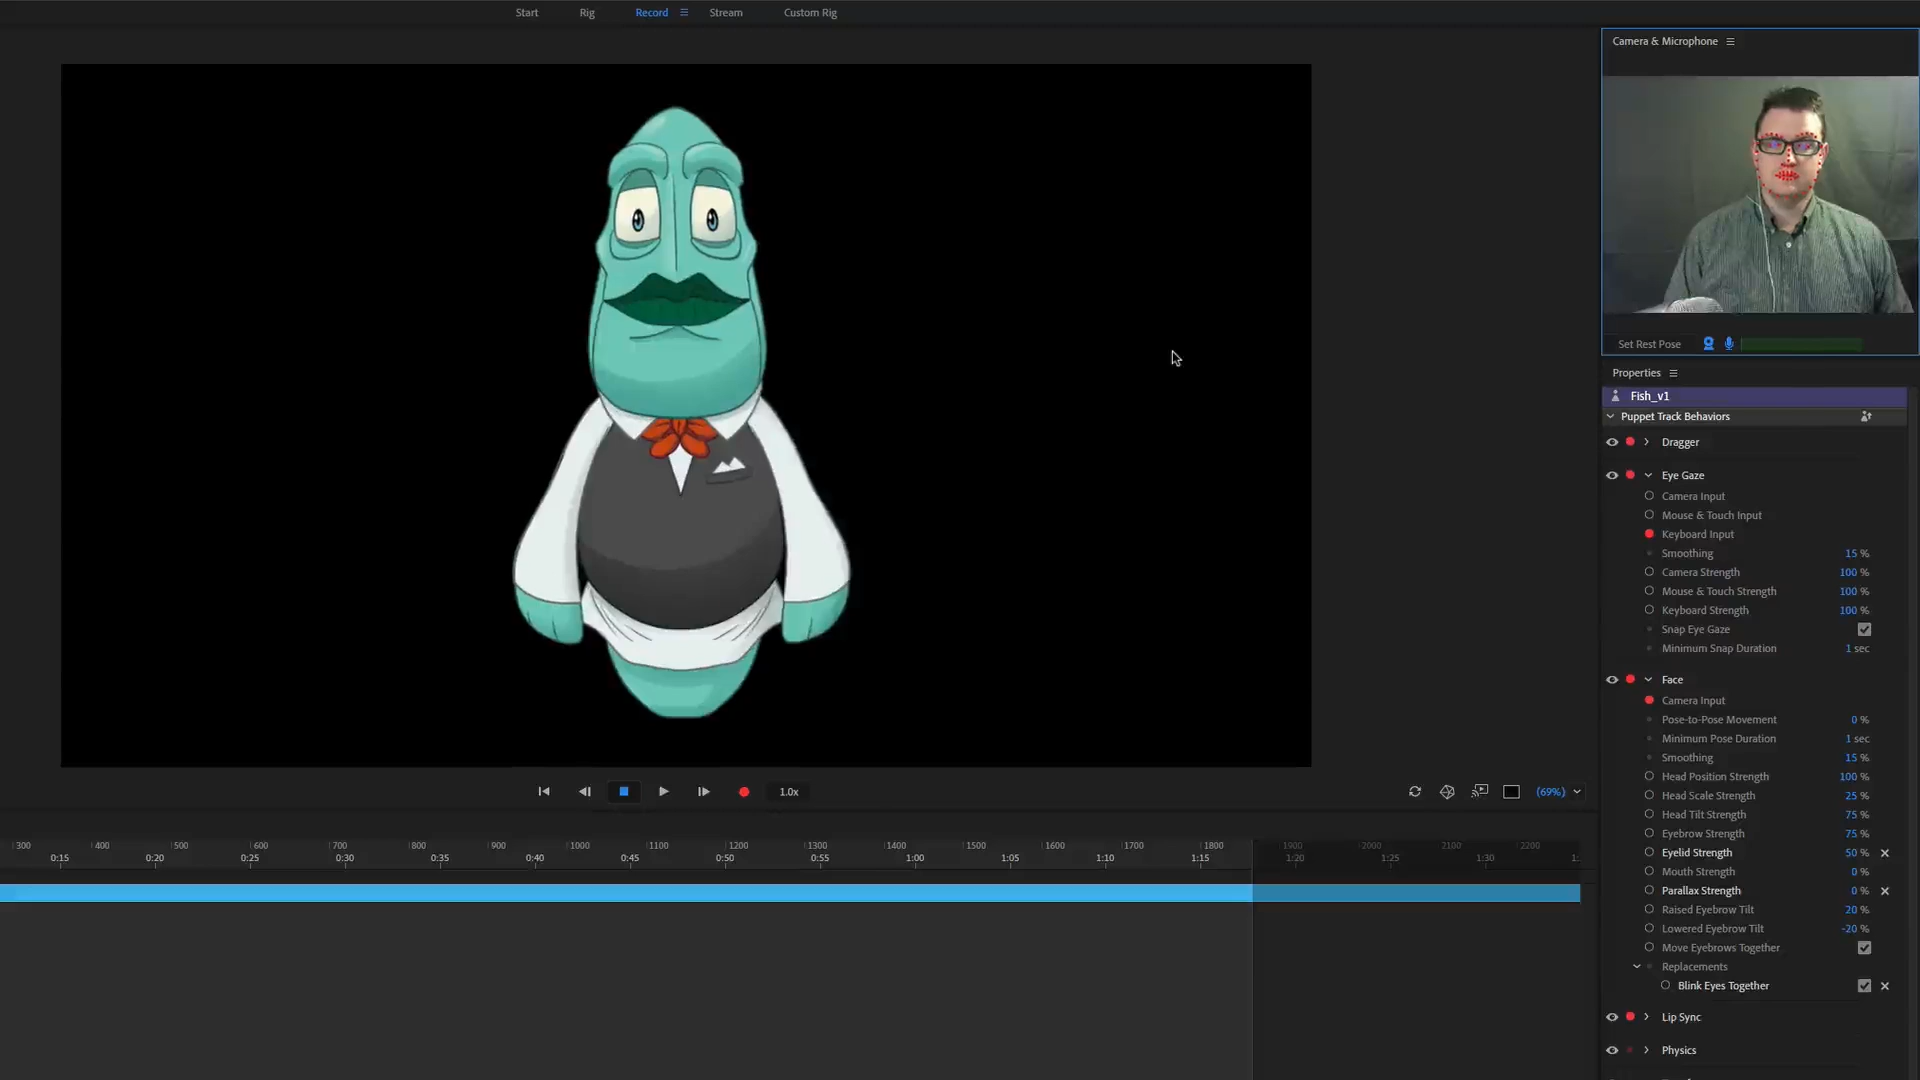 Start Rig Record Stream Custom Rig
Camera & Microphone
Set Rest Pose
Properties
Fish_v1
Puppet Track Behaviors
Dragger
Eye Gaze
Camera Input
Mouse & Touch Input
Keyboard Input
Smoothing 15 %
Camera Strength 100 %
Mouse & Touch Strength 100 %
Keyboard Strength 100 %
Snap Eye Gaze
Minimum Snap Duration 1 sec
Face
Camera Input
Pose-to-Pose Movement 0 %
Minimum Pose Duration 1 sec
Smoothing 15 %
Head Position Strength 100 %
Head Scale Strength 25 %
Head Tilt Strength 75 %
Eyebrow Strength 75 %
Eyelid Strength 50 %
Mouth Strength 0 %
Parallax Strength 0 %
Raised Eyebrow Tilt 20 %
Lowered Eyebrow Tilt -20 %
Move Eyebrows Together
Replacements
Blink Eyes Together
Lip Sync
Physics
1.0x
(69%)
300 400 500 600 700 800 900 1000 1100 1200 1300 1400 1500 1600 1700 1800 1900 2000 2100 2200
0:15 0:20 0:25 0:30 0:35 0:40 0:45 0:50 0:55 1:00 1:05 1:10 1:15 1:20 1:25 1:30 1: